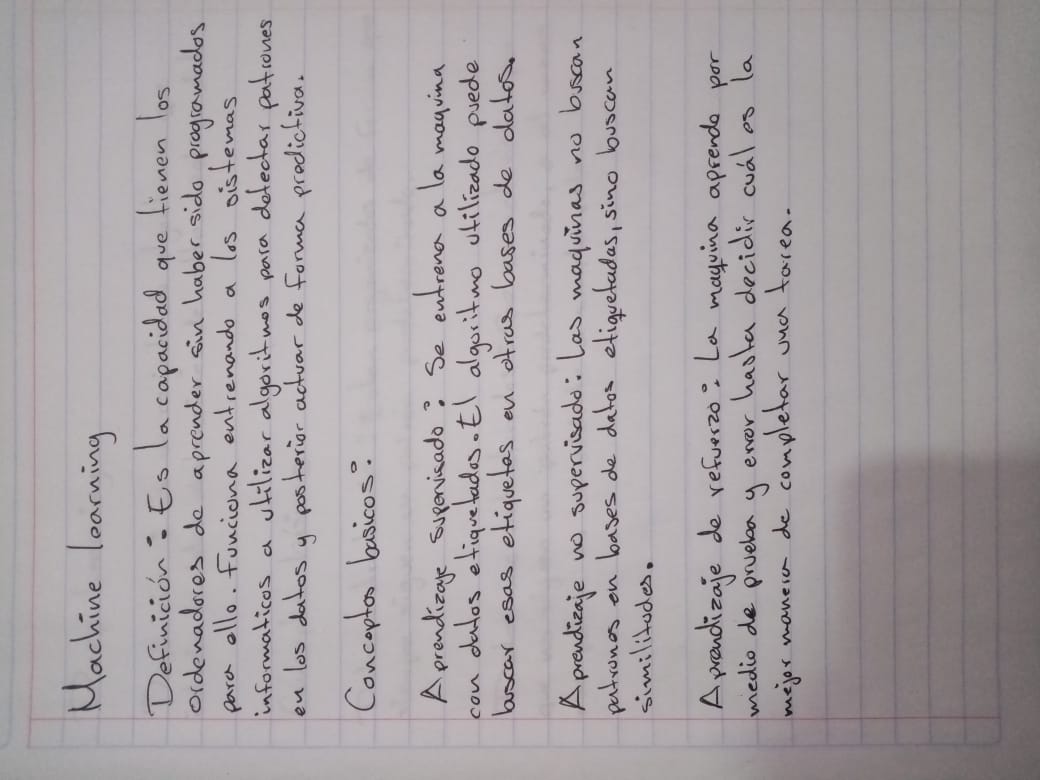 Machine learning
Definición: Es la capacidad que tienen los
ordenadores de aprender sin haber sido programados
para ello. Funciona entrenando a los sistemas
informaticos a utilizar algoritmos para detectar patrones
en los datos y posterior actuar de forma predictiva.
Conceptos basicos:
Aprendizaje supervisado: Se entrena a la maquina
con datos etiquetados. El algoritmo utilizado puede
buscar esas etiquetas en otras bases de datos.
Aprendizaje no supervisado: Las maquinas no buscan
patrones en bases de datos etiquetadas, sino buscan
similitudes.
Aprendizaje de refuerzo: La maquina aprende por
medio de prueba y error hasta decidir cuál es la
mejor manera de completar una tarea.